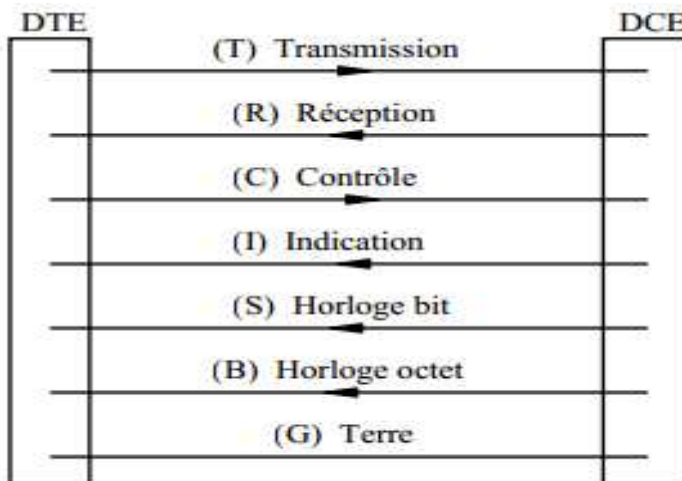 DTE DCE
(T) Transmission
(R) Réception
(C) Contrôle
(I) Indication
(S) Horloge bit
(B) Horloge octet
(G) Terre